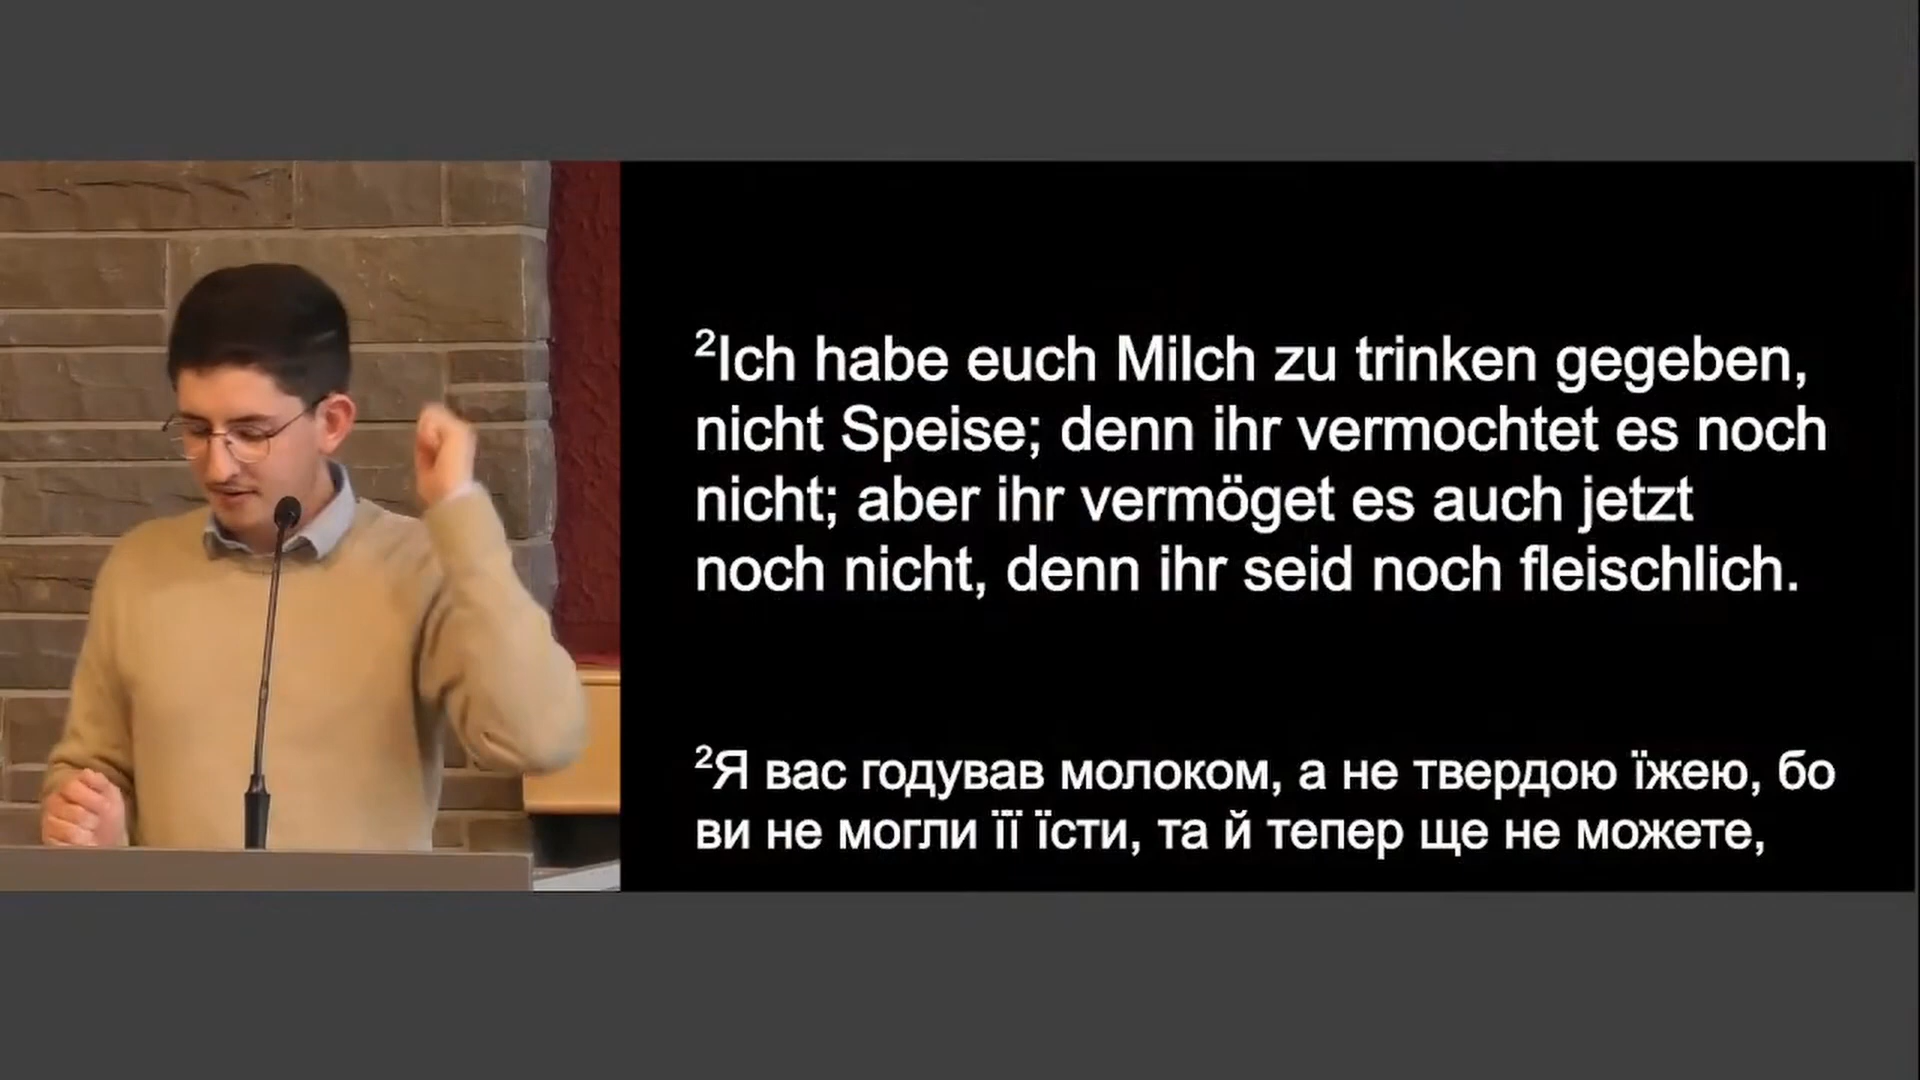 ²Ich habe euch Milch zu trinken gegeben,
nicht Speise; denn ihr vermochtet es noch
nicht; aber ihr vermöget es auch jetzt
noch nicht, denn ihr seid noch fleischlich.
²Я вас годував молоком, а не твердою їжею, бо
ви не могли її їсти, та й тепер ще не можете,